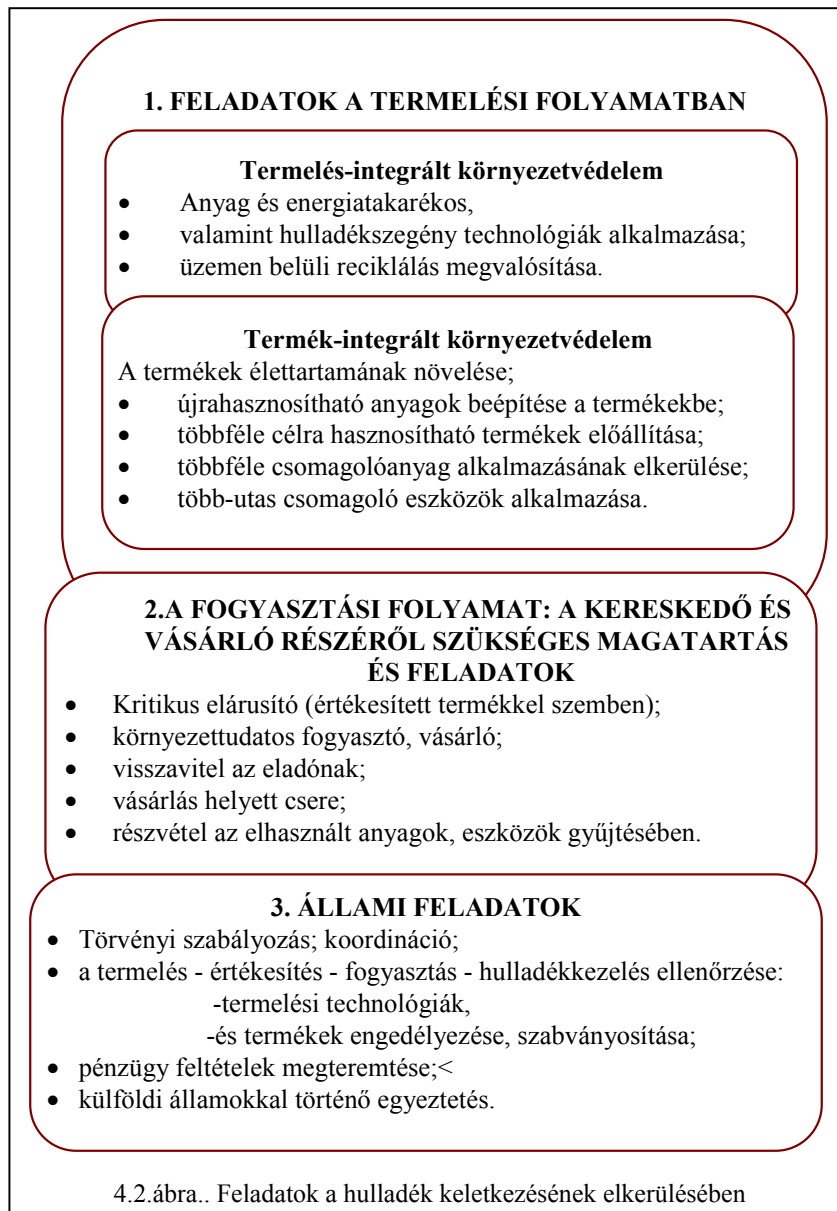 1. FELADATOK A TERMELÉSI FOLYAMATBAN
Termelés-integrált környezetvédelem
• Anyag és energiatakarékos,
• valamint hulladékszegény technológiák alkalmazása;
• üzemen belüli reciklálás megvalósítása.
Termék-integrált környezetvédelem
A termékek élettartamának növelése;
• újrahasznosítható anyagok beépítése a termékekbe;
• többféle célra hasznosítható termékek előállítása;
• többféle csomagolóanyag alkalmazásának elkerülése;
• több-utas csomagoló eszközök alkalmazása.
2.A FOGYASZTÁSI FOLYAMAT: A KERESKEDŐ ÉS
VÁSÁRLÓ RÉSZÉRŐL SZÜKSÉGES MAGATARTÁS
ÉS FELADATOK
• Kritikus elárusító (értékesített termékkel szemben);
• környezettudatos fogyasztó, vásárló;
• visszavitel az eladónak;
• vásárlás helyett csere;
• részvétel az elhasznált anyagok, eszközök gyűjtésében.
3. ÁLLAMI FELADATOK
• Törvényi szabályozás; koordináció;
• a termelés - értékesítés - fogyasztás - hulladékkezelés ellenőrzése:
-termelési technológiák,
-és termékek engedélyezése, szabványosítása;
• pénzügy feltételek megteremtése;<
• külföldi államokkal történő egyeztetés.
4.2.ábra.. Feladatok a hulladék keletkezésének elkerülésében